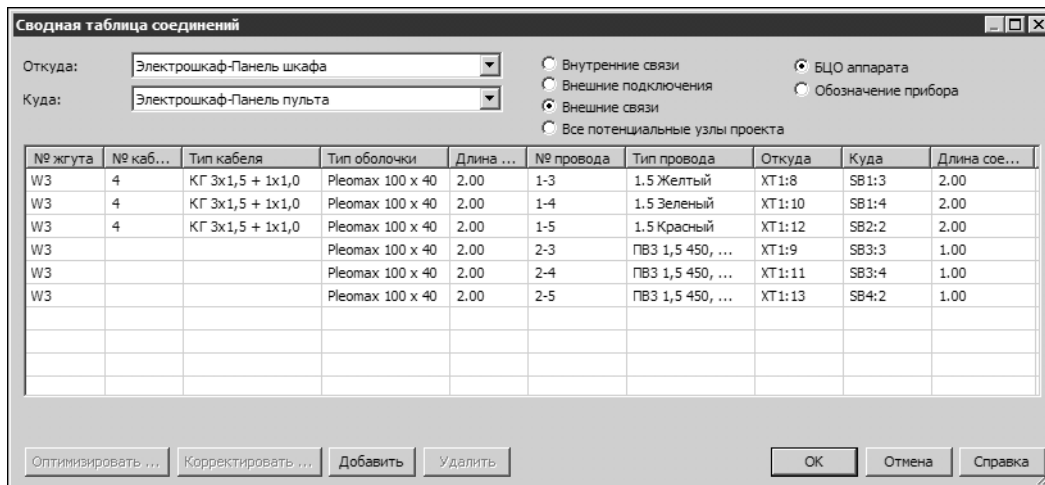 Сводная таблица соединений
Откуда: Электрошкаф-Панель шкафа
Куда: Электрошкаф-Панель пульта
Внутренние связи
Внешние подключения
Внешние связи
Все потенциальные узлы проекта
БЦО аппарата
Обозначение прибора
№ жгута № каб... Тип кабеля Тип оболочки Длина ... № провода Тип провода Откуда Куда Длина сое...
W3 4 КГ 3x1,5 + 1x1,0 Pleomax 100 x 40 2.00 1-3 1.5 Желтый XT1:8 SB1:3 2.00
W3 4 КГ 3x1,5 + 1x1,0 Pleomax 100 x 40 2.00 1-4 1.5 Зеленый XT1:10 SB1:4 2.00
W3 4 КГ 3x1,5 + 1x1,0 Pleomax 100 x 40 2.00 1-5 1.5 Красный XT1:12 SB2:2 2.00
W3 Pleomax 100 x 40 2.00 2-3 ПВ3 1,5 450, ... XT1:9 SB3:3 1.00
W3 Pleomax 100 x 40 2.00 2-4 ПВ3 1,5 450, ... XT1:11 SB3:4 1.00
W3 Pleomax 100 x 40 2.00 2-5 ПВ3 1,5 450, ... XT1:13 SB4:2 1.00
Оптимизировать ... Корректировать ... Добавить Удалить OK Отмена Справка